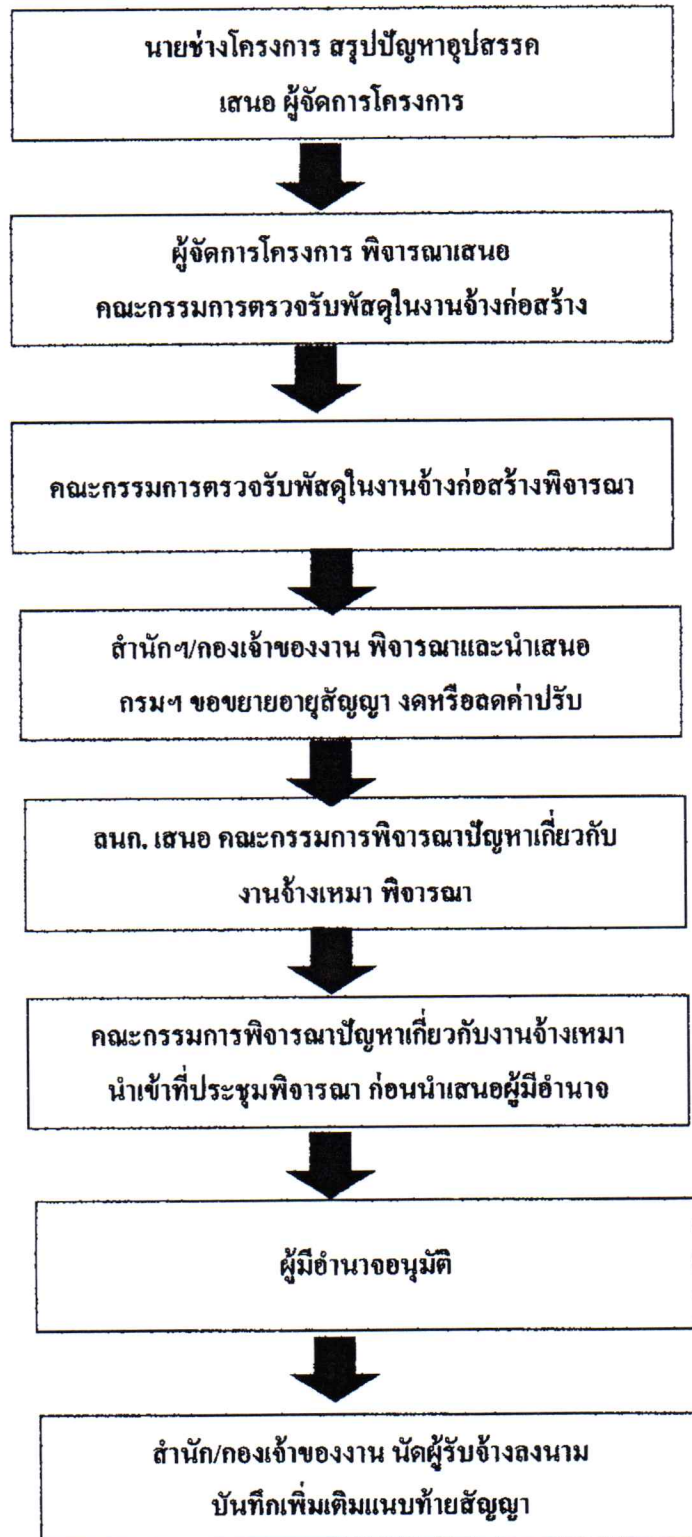 นายช่างโครงการ สรุปปัญหาอุปสรรค
เสนอ ผู้จัดการโครงการ
ผู้จัดการโครงการ พิจารณาเสนอ
คณะกรรมการตรวจรับพัสดุในงานจ้างก่อสร้าง
คณะกรรมการตรวจรับพัสดุในงานจ้างก่อสร้างพิจารณา
สำนักฯ/กองเจ้าของงาน พิจารณาและนำเสนอ
กรมฯ ขอขยายอายุสัญญา งดหรือลดค่าปรับ
ลนก. เสนอ คณะกรรมการพิจารณาปัญหาเกี่ยวกับ
งานจ้างเหมา พิจารณา
คณะกรรมการพิจารณาปัญหาเกี่ยวกับงานจ้างเหมา
นำเข้าที่ประชุมพิจารณา ก่อนนำเสนอผู้มีอำนาจ
ผู้มีอำนาจอนุมัติ
สำนัก/กองเจ้าของงาน นัดผู้รับจ้างลงนาม
บันทึกเพิ่มเติมแนบท้ายสัญญา